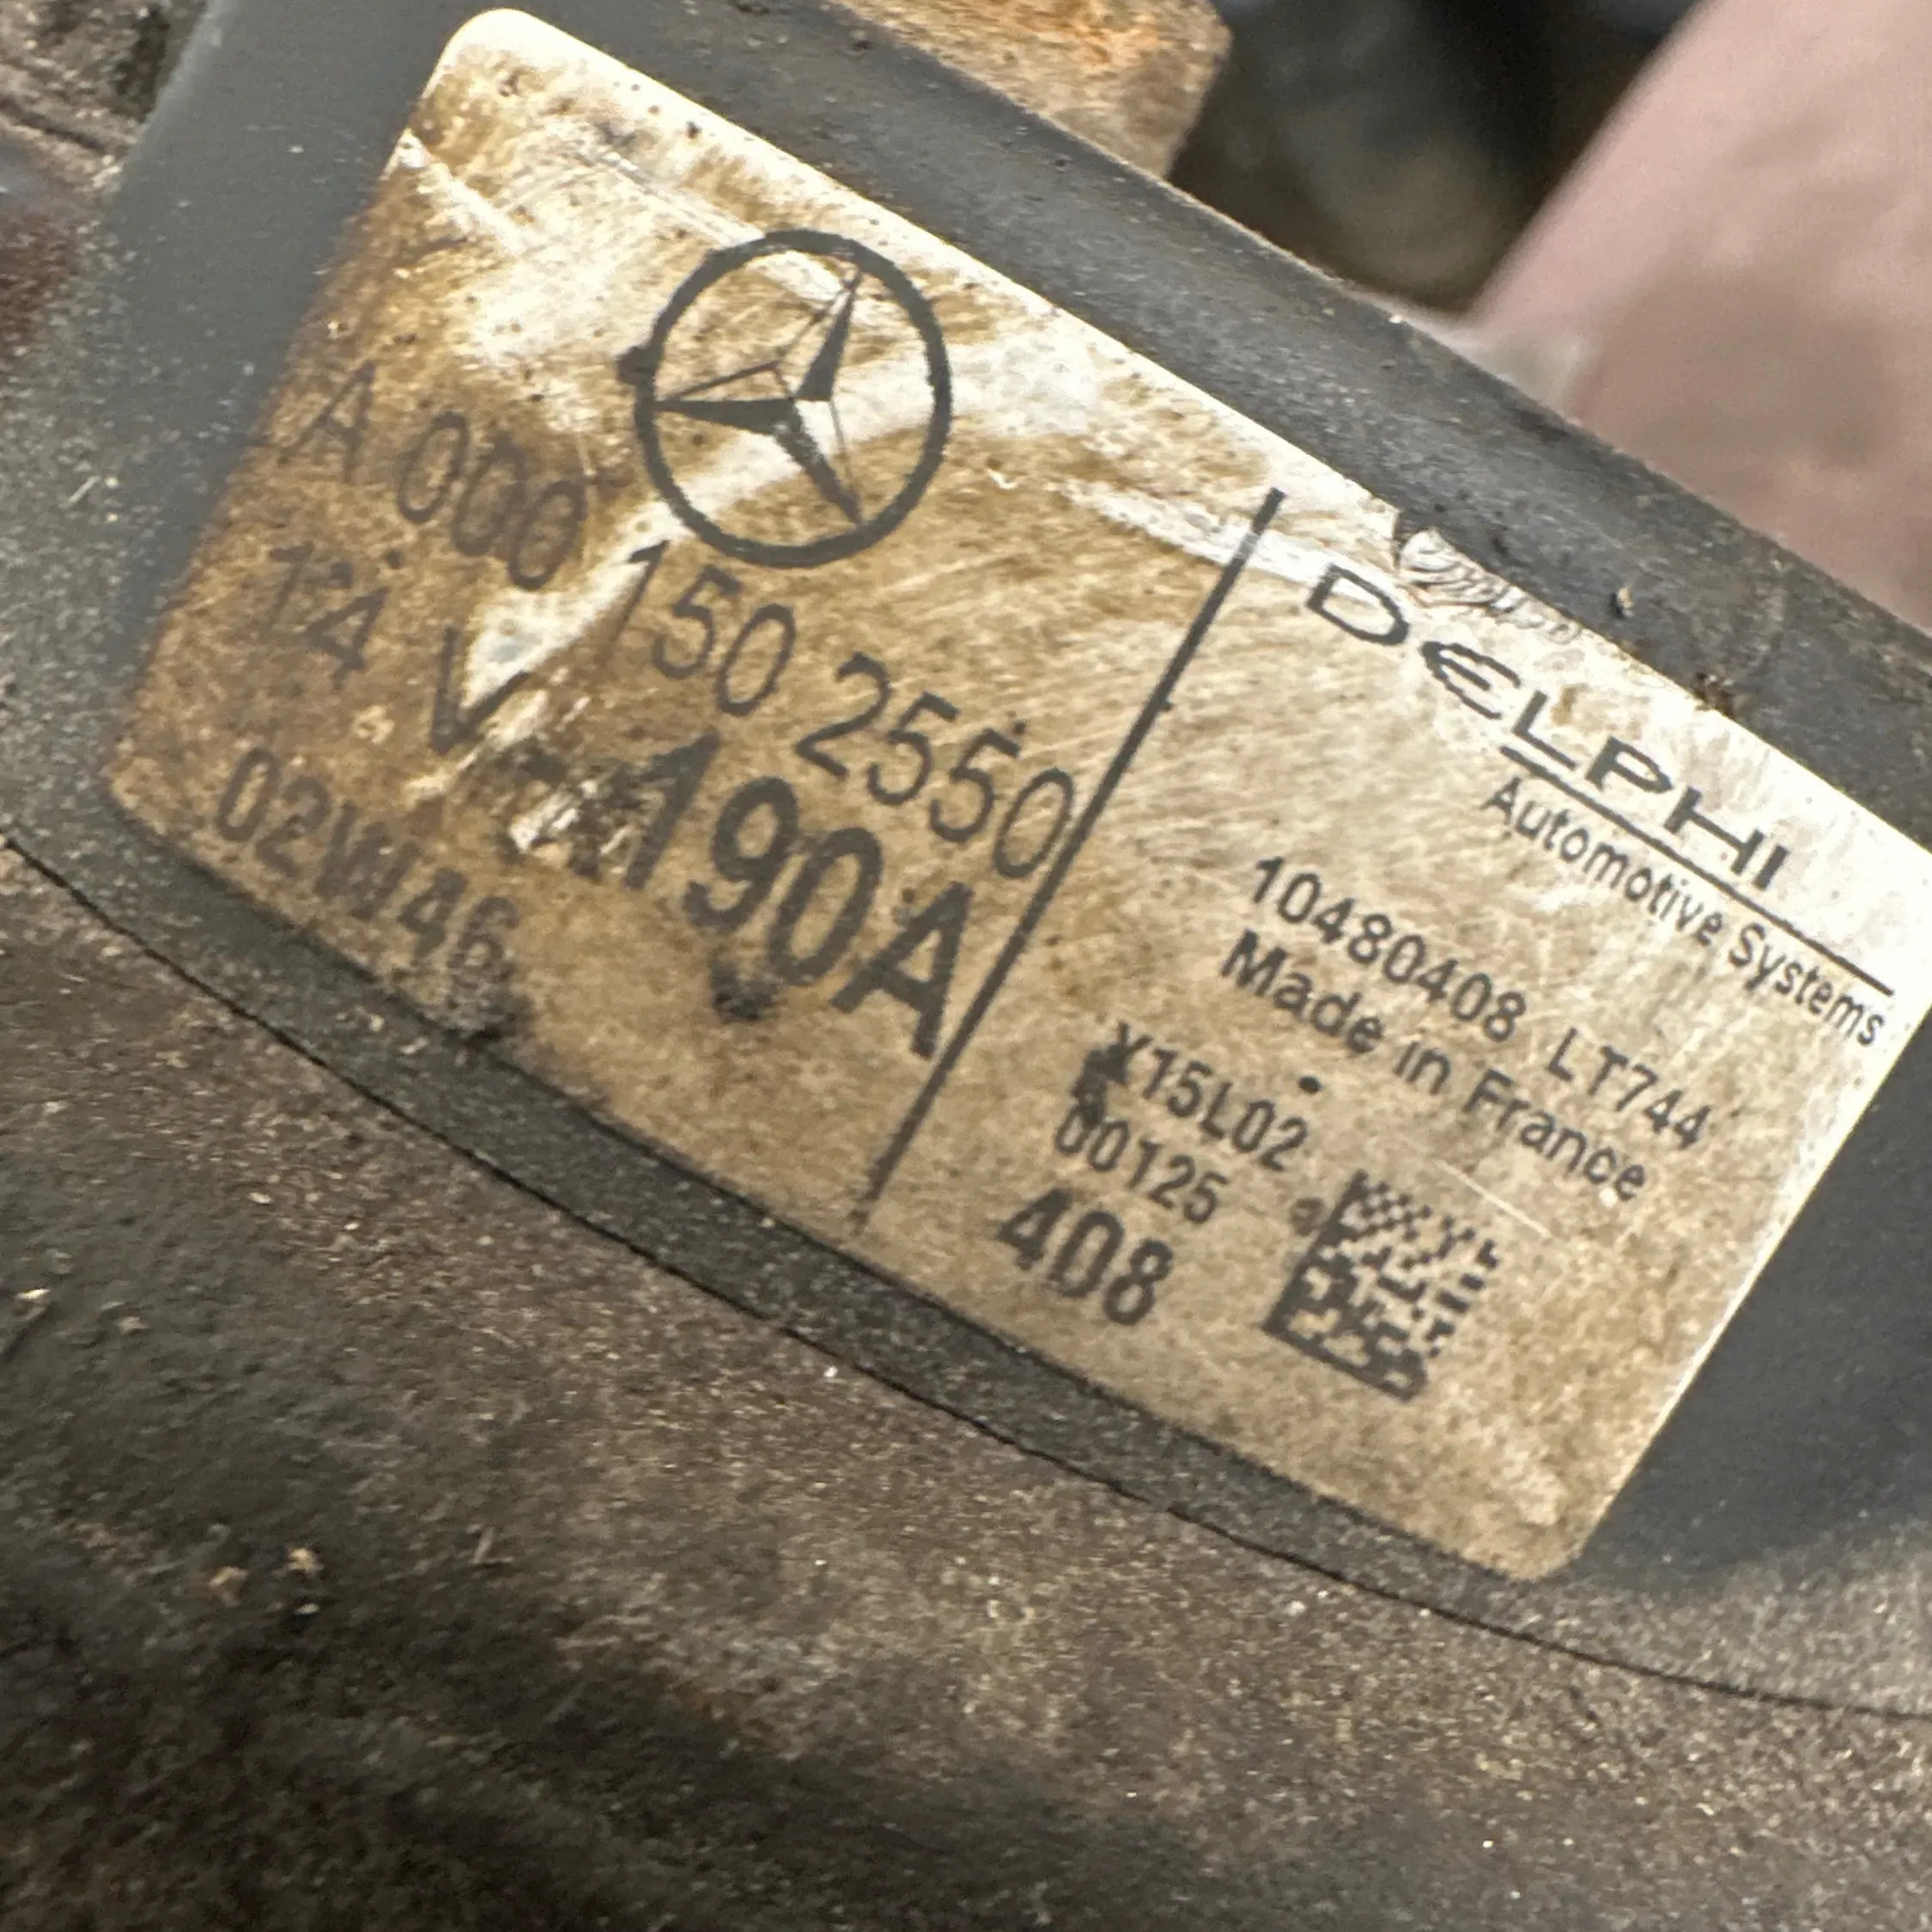 A 000 150 2550
14 V 190A
02W46
DELPHI
Automotive Systems
10480408 LT744
Made in France
X15L02
00125
408